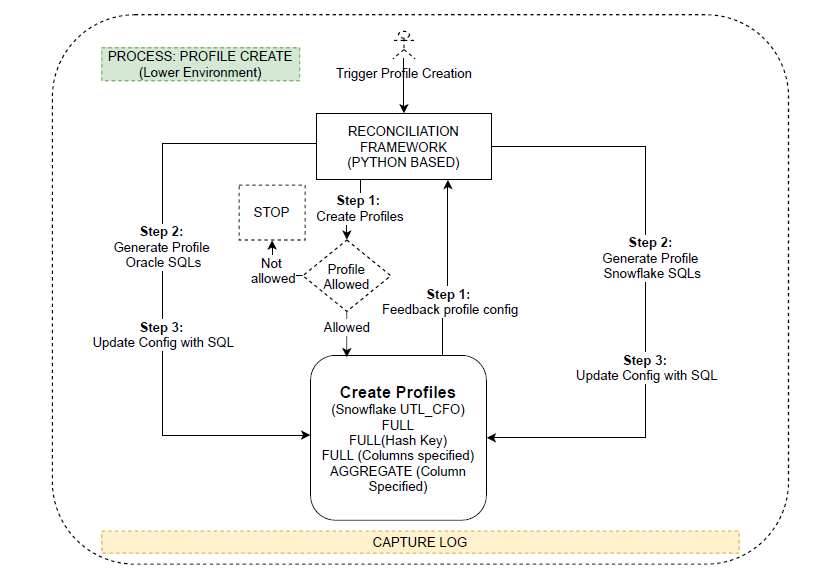 PROCESS: PROFILE CREATE
(Lower Environment)
Trigger Profile Creation
RECONCILIATION
FRAMEWORK
(PYTHON BASED)
STOP
Step 1:
Create Profiles
Step 2:
Generate Profile
Oracle SQLs
Not
allowed
Profile
Allowed
Step 2:
Generate Profile
Snowflake SQLs
Step 1:
Feedback profile config
Step 3:
Update Config with SQL
Allowed
Step 3:
Update Config with SQL
Create Profiles
(Snowflake UTL_CFO)
FULL
FULL(Hash Key)
FULL (Columns specified)
AGGREGATE (Column
Specified)
CAPTURE LOG